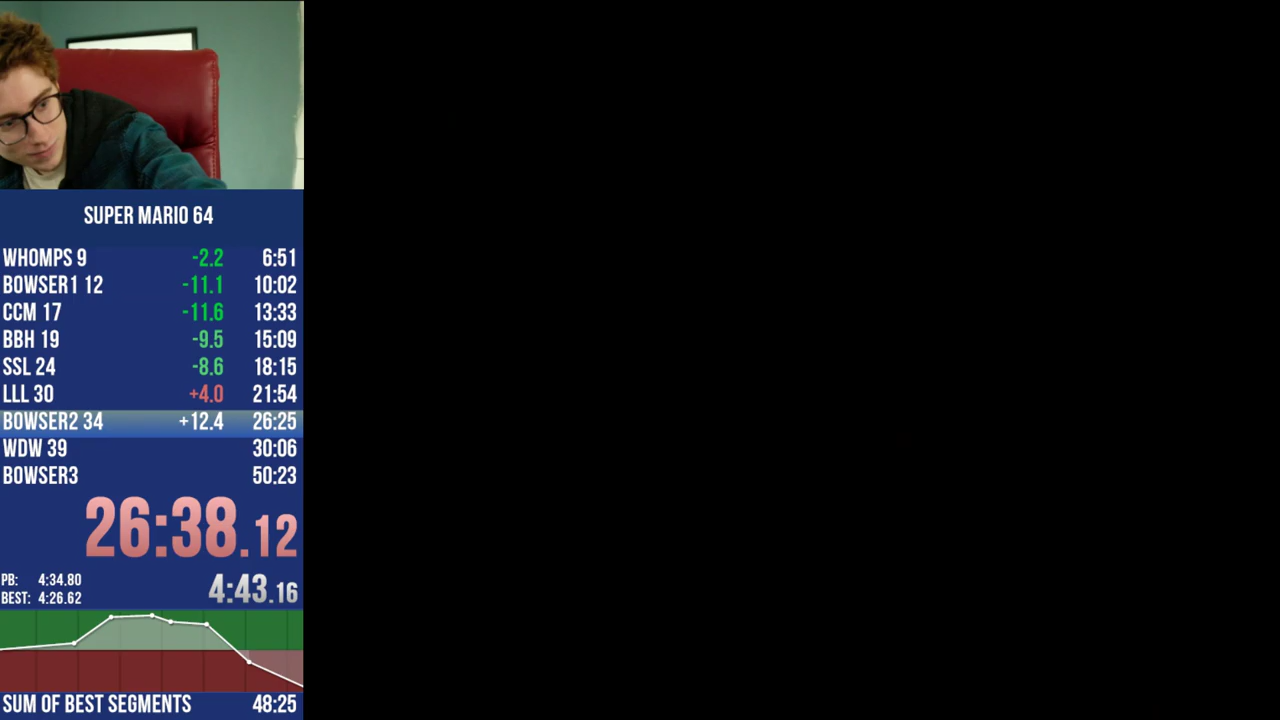 SUPER MARIO 64
WHOMPS 9 -2.2 6:51
BOWSER1 12 -11.1 10:02
CCM 17 -11.6 13:33
BBH 19 -9.5 15:09
SSL 24 -8.6 18:15
LLL 30 +4.0 21:54
BOWSER2 34 +12.4 26:25
WDW 39 30:06
BOWSER3 50:23
26:38.12
PB: 4:34.80
BEST: 4:26.62
4:43.16
SUM OF BEST SEGMENTS 48:25